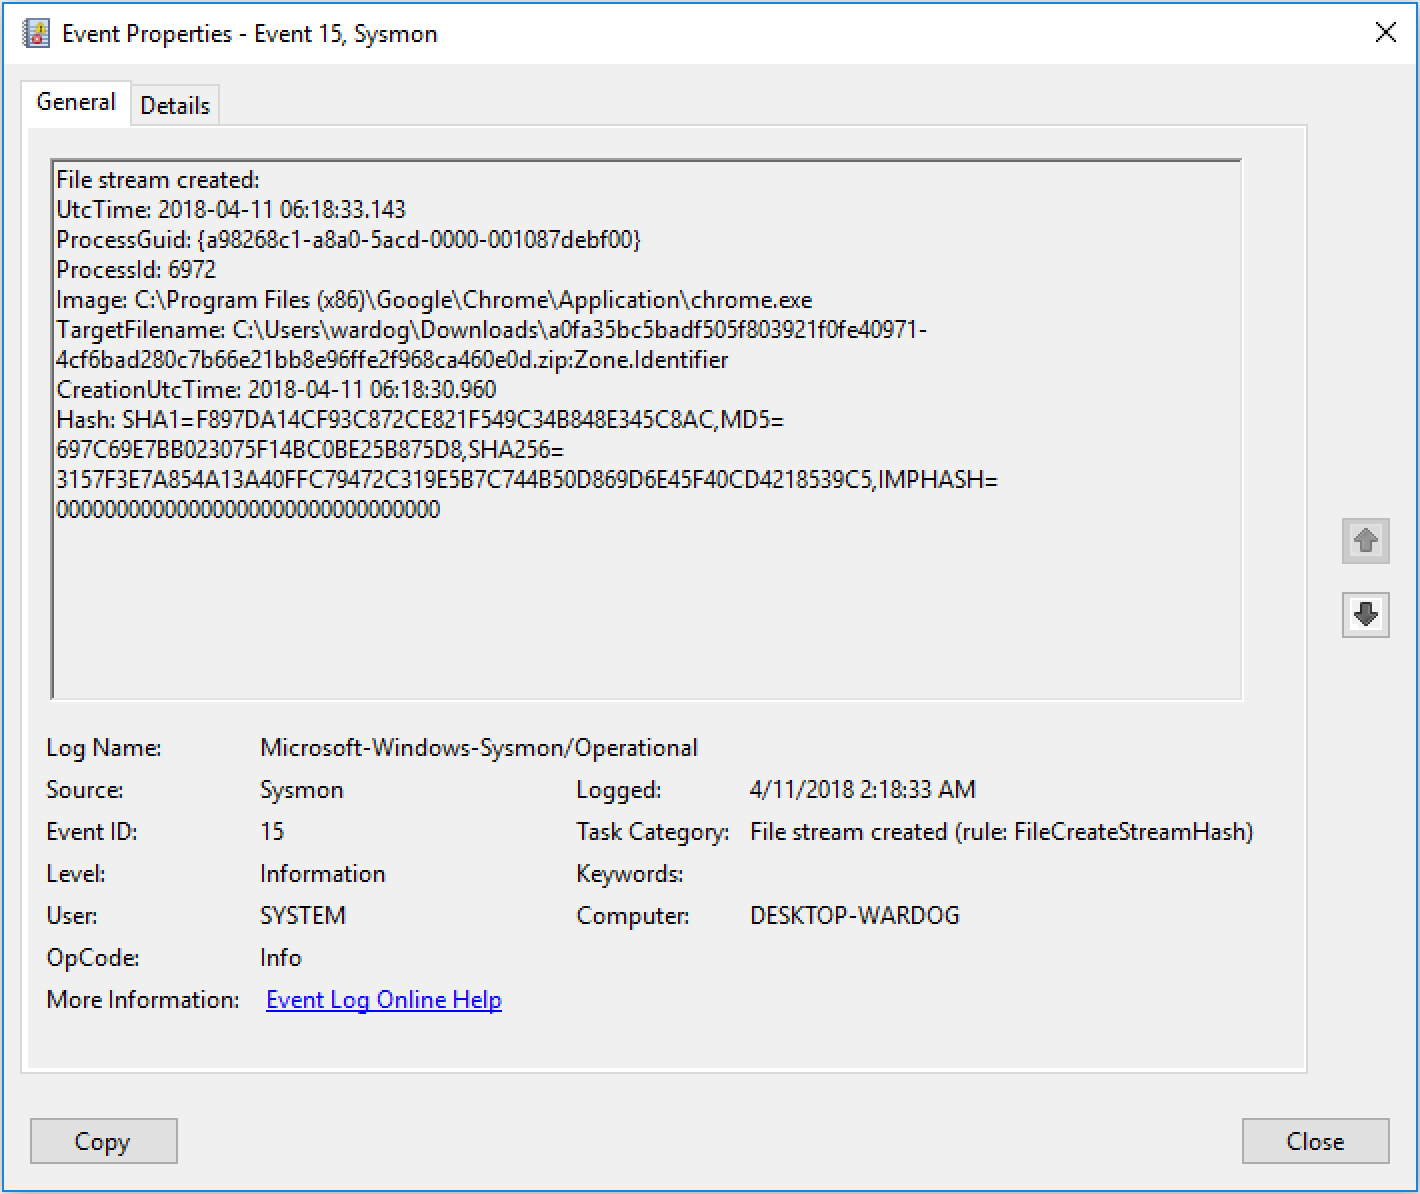 Event Properties - Event 15, Sysmon
General
Details
File stream created:
UtcTime: 2018-04-11 06:18:33.143
ProcessGuid: {a98268c1-a8a0-5acd-0000-001087debf00}
ProcessId: 6972
Image: C:\Program Files (x86)\Google\Chrome\Application\chrome.exe
TargetFilename: C:\Users\wardog\Downloads\a0fa35bc5badf505f803921f0fe40971-
4cf6bad280c7b66e21bb8e96ffe2f968ca460e0d.zip:Zone.Identifier
CreationUtcTime: 2018-04-11 06:18:30.960
Hash: SHA1=F897DA14CF93C872CE821F549C34B848E345C8AC,MD5=
697C69E7BB023075F14BC0BE25B875D8,SHA256=
3157F3E7A854A13A40FFC79472C319E5B7C744B50D869D6E45F40CD4218539C5,IMPHASH=
00000000000000000000000000000000
Log Name: Microsoft-Windows-Sysmon/Operational
Source: Sysmon Logged: 4/11/2018 2:18:33 AM
Event ID: 15 Task Category: File stream created (rule: FileCreateStreamHash)
Level: Information Keywords:
User: SYSTEM Computer: DESKTOP-WARDOG
OpCode: Info
More Information: Event Log Online Help
Copy
Close